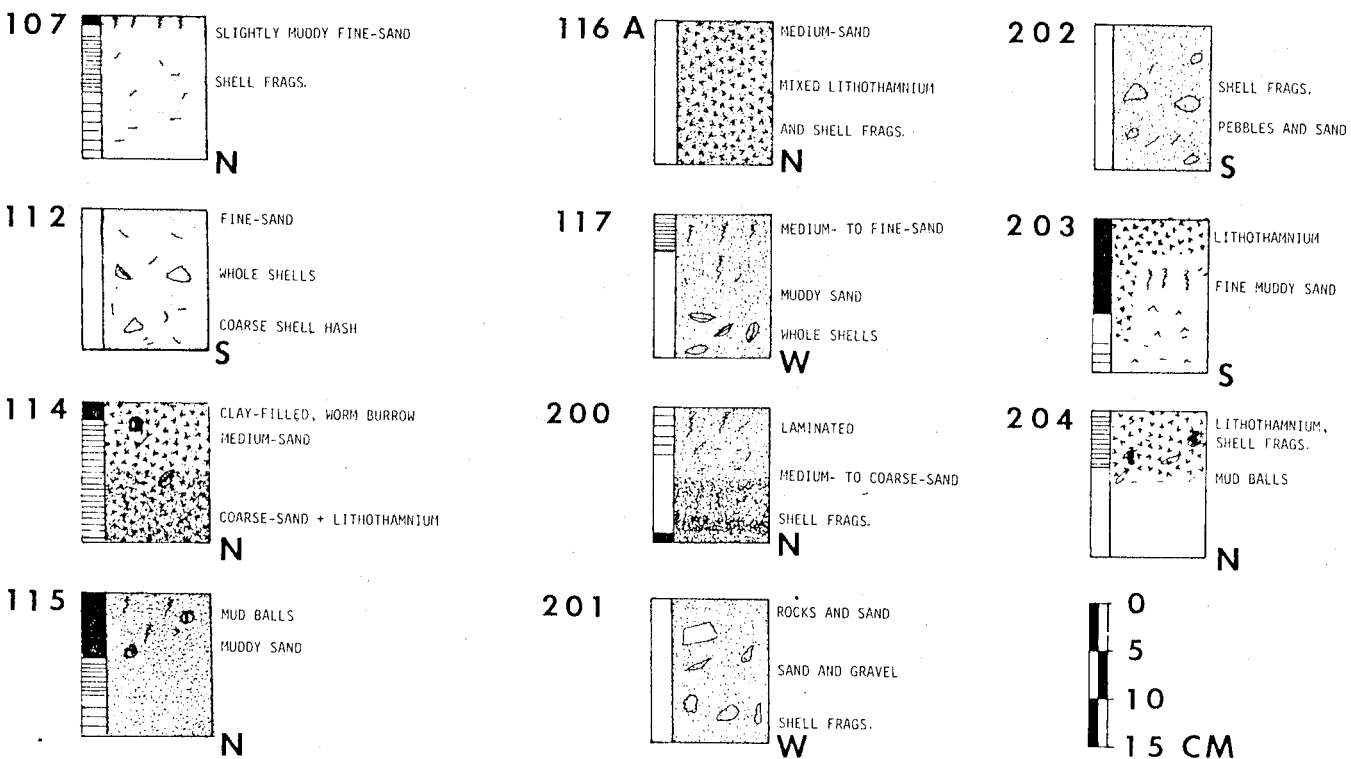 107
SLIGHTLY MUDDY FINE-SAND
SHELL FRAGS.
N
112
FINE-SAND
WHOLE SHELLS
COARSE SHELL HASH
S
114
CLAY-FILLED, WORM BURROW
MEDIUM-SAND
COARSE-SAND + LITHOTHAMNIUM
N
115
MUD BALLS
MUDDY SAND
N
116 A
MEDIUM-SAND
MIXED LITHOTHAMNIUM
AND SHELL FRAGS.
N
117
MEDIUM- TO FINE-SAND
MUDDY SAND
WHOLE SHELLS
W
200
LAMINATED
MEDIUM- TO COARSE-SAND
SHELL FRAGS.
N
201
ROCKS AND SAND
SAND AND GRAVEL
SHELL FRAGS.
W
202
SHELL FRAGS.
PEBBLES AND SAND
S
203
LITHOTHAMNIUM
FINE MUDDY SAND
S
204
LITHOTHAMNIUM,
SHELL FRAGS.
MUD BALLS
N
0
5
10
15 CM